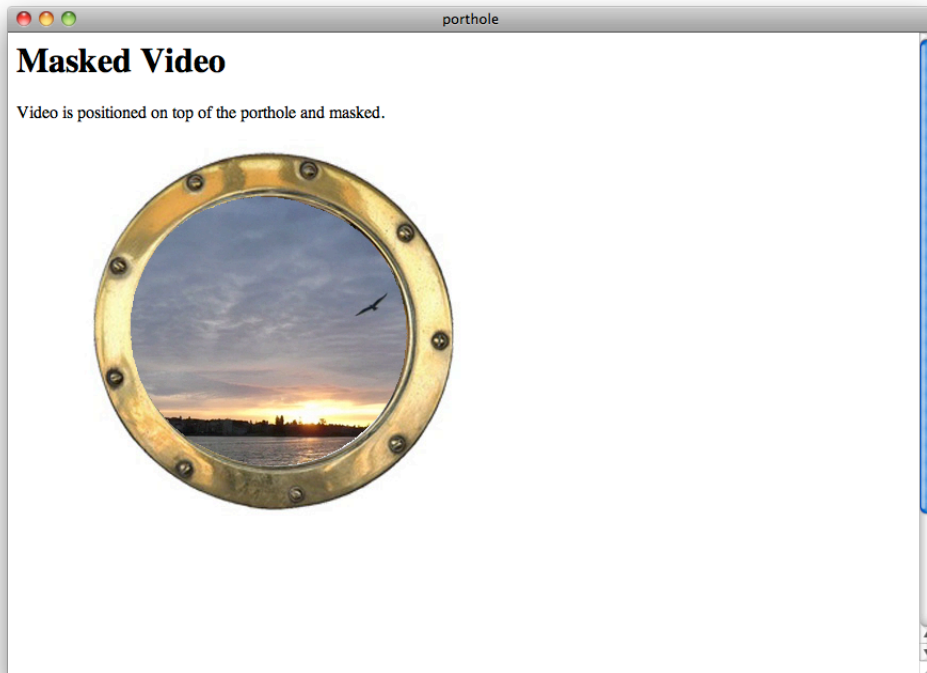 porthole
Masked Video
Video is positioned on top of the porthole and masked.